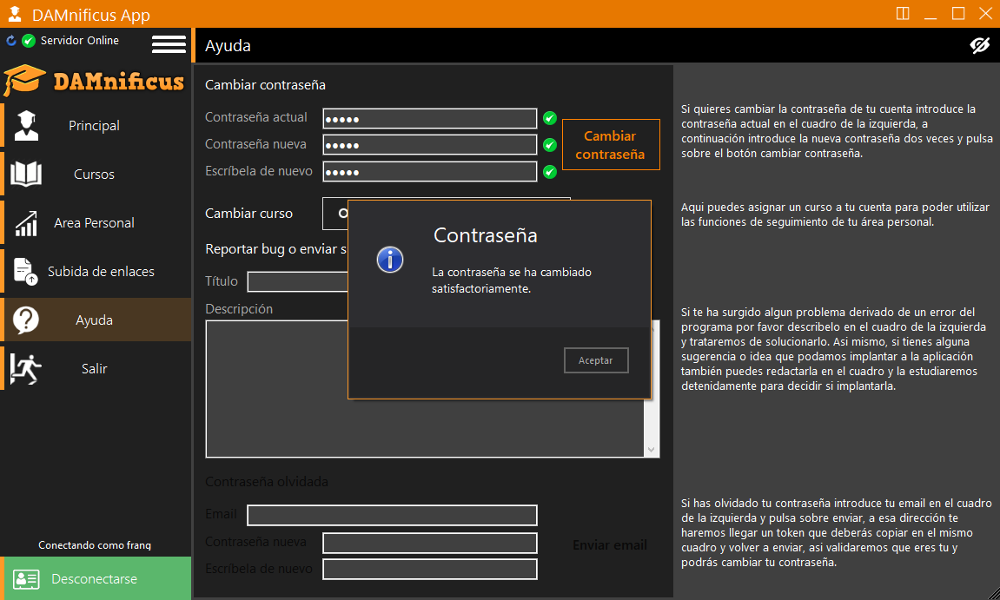 DAMnificus App
Servidor Online
DAMnificus
Principal
Cursos
Area Personal
Subida de enlaces
Ayuda
Salir
Conectando como franq
Desconectarse
Ayuda
Cambiar contraseña
Contraseña actual
Contraseña nueva
Escríbela de nuevo
Cambiar
contraseña
Cambiar curso
Reportar bug o enviar s
Título
Descripción
Contraseña
La contraseña se ha cambiado
satisfactoriamente.
Aceptar
Contraseña olvidada
Email
Contraseña nueva
Escríbela de nuevo
Enviar email
Si quieres cambiar la contraseña de tu cuenta introduce la
contraseña actual en el cuadro de la izquierda, a
continuación introduce la nueva contraseña dos veces y pulsa
sobre el botón cambiar contraseña.
Aqui puedes asignar un curso a tu cuenta para poder utilizar
las funciones de seguimiento de tu área personal.
Si te ha surgido algun problema derivado de un error del
programa por favor describelo en el cuadro de la izquierda
y trataremos de solucionarlo. Asi mismo, si tienes alguna
sugerencia o idea que podamos implantar a la aplicación
también puedes redactarla en el cuadro y la estudiaremos
detenidamente para decidir si implantarla.
Si has olvidado tu contraseña introduce tu email en el cuadro
de la izquierda y pulsa sobre enviar, a esa dirección te
haremos llegar un token que deberás copiar en el mismo
cuadro y volver a enviar, asi validaremos que eres tu y
podrás cambiar tu contraseña.